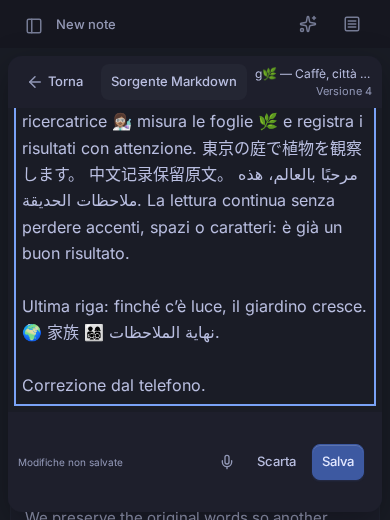 New note
Torna
Sorgente Markdown
g🌿 — Caffè, città ...
Versione 4
ricercatrice 👩🏽‍🔬 misura le foglie 🌿 e registra i
risultati con attenzione. 東京の庭で植物を観察
します。 中文记录保留原文。 مرحبًا بالعالم، هذه
ملاحظات الحديقة. La lettura continua senza
perdere accenti, spazi o caratteri: è già un
buon risultato.
Ultima riga: finché c’è luce, il giardino cresce.
🌍 家族 👨‍👩‍👧‍👦 نهاية الملاحظات.
Correzione dal telefono.
Modifiche non salvate
Scarta
Salva
We preserve the original words so another